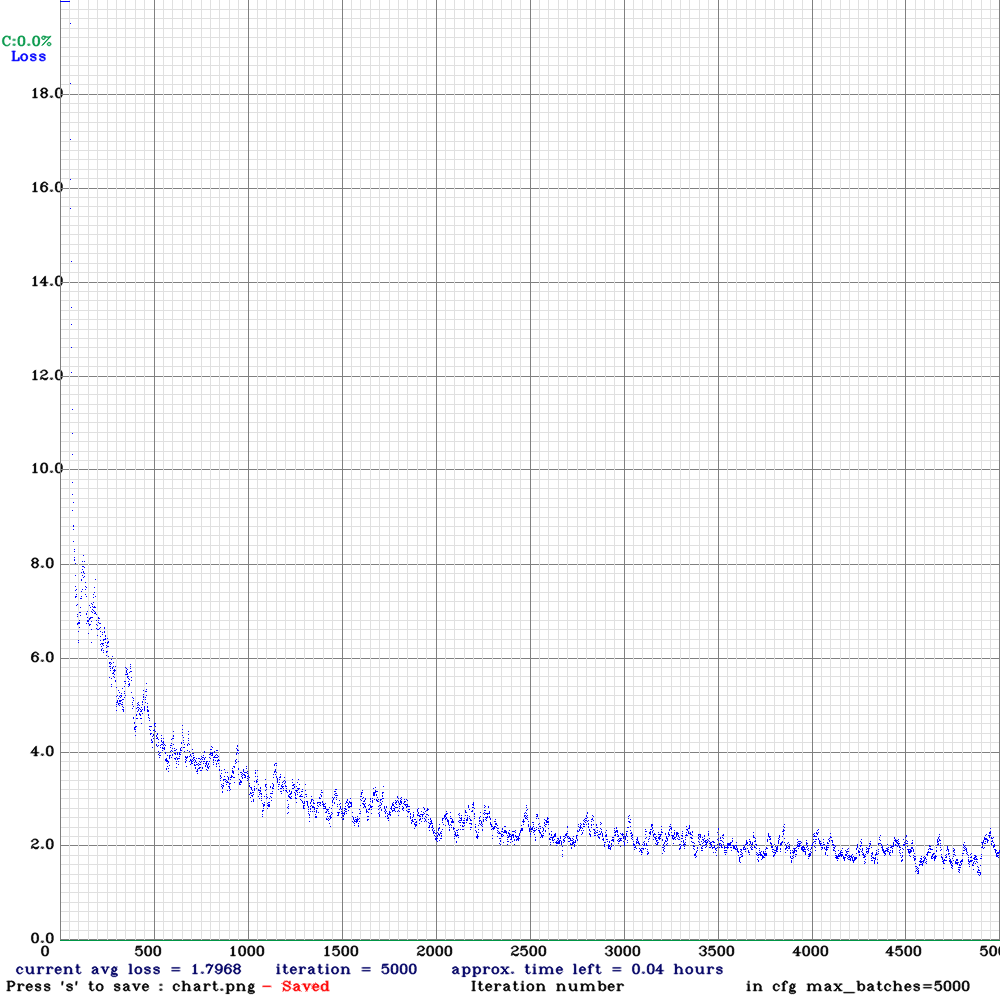 C:0.0%
Loss
18.0
16.0
14.0
12.0
10.0
8.0
6.0
4.0
2.0
0.0
0 500 1000 1500 2000 2500 3000 3500 4000 4500 500
current avg loss = 1.7968 iteration = 5000 approx. time left = 0.04 hours
Press 's' to save : chart.png - Saved Iteration number in cfg max_batches=5000